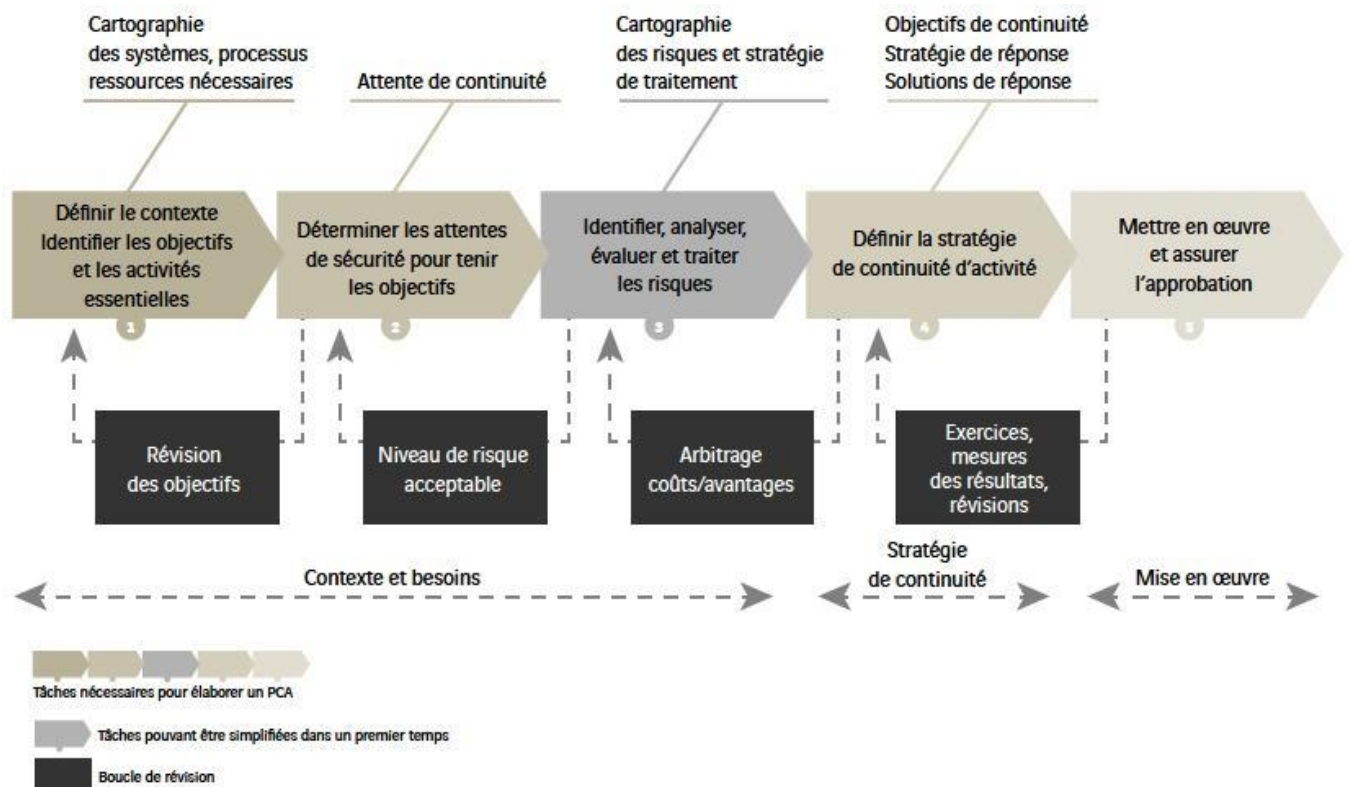 Cartographie
des systèmes, processus
ressources nécessaires
Attente de continuité
Cartographie
des risques et stratégie
de traitement
Objectifs de continuité
Stratégie de réponse
Solutions de réponse
Définir le contexte
Identifier les objectifs
et les activités
essentielles
1
Déterminer les attentes
de sécurité pour tenir
les objectifs
2
Identifier, analyser,
évaluer et traiter
les risques
3
Définir la stratégie
de continuité d'activité
4
Mettre en œuvre
et assurer
l'approbation
5
Révision
des objectifs
Niveau de risque
acceptable
Arbitrage
coûts/avantages
Exercices,
mesures
des résultats,
révisions
Contexte et besoins
Stratégie
de continuité
Mise en œuvre
Tâches nécessaires pour élaborer un PCA
Tâches pouvant être simplifiées dans un premier temps
Boucle de révision